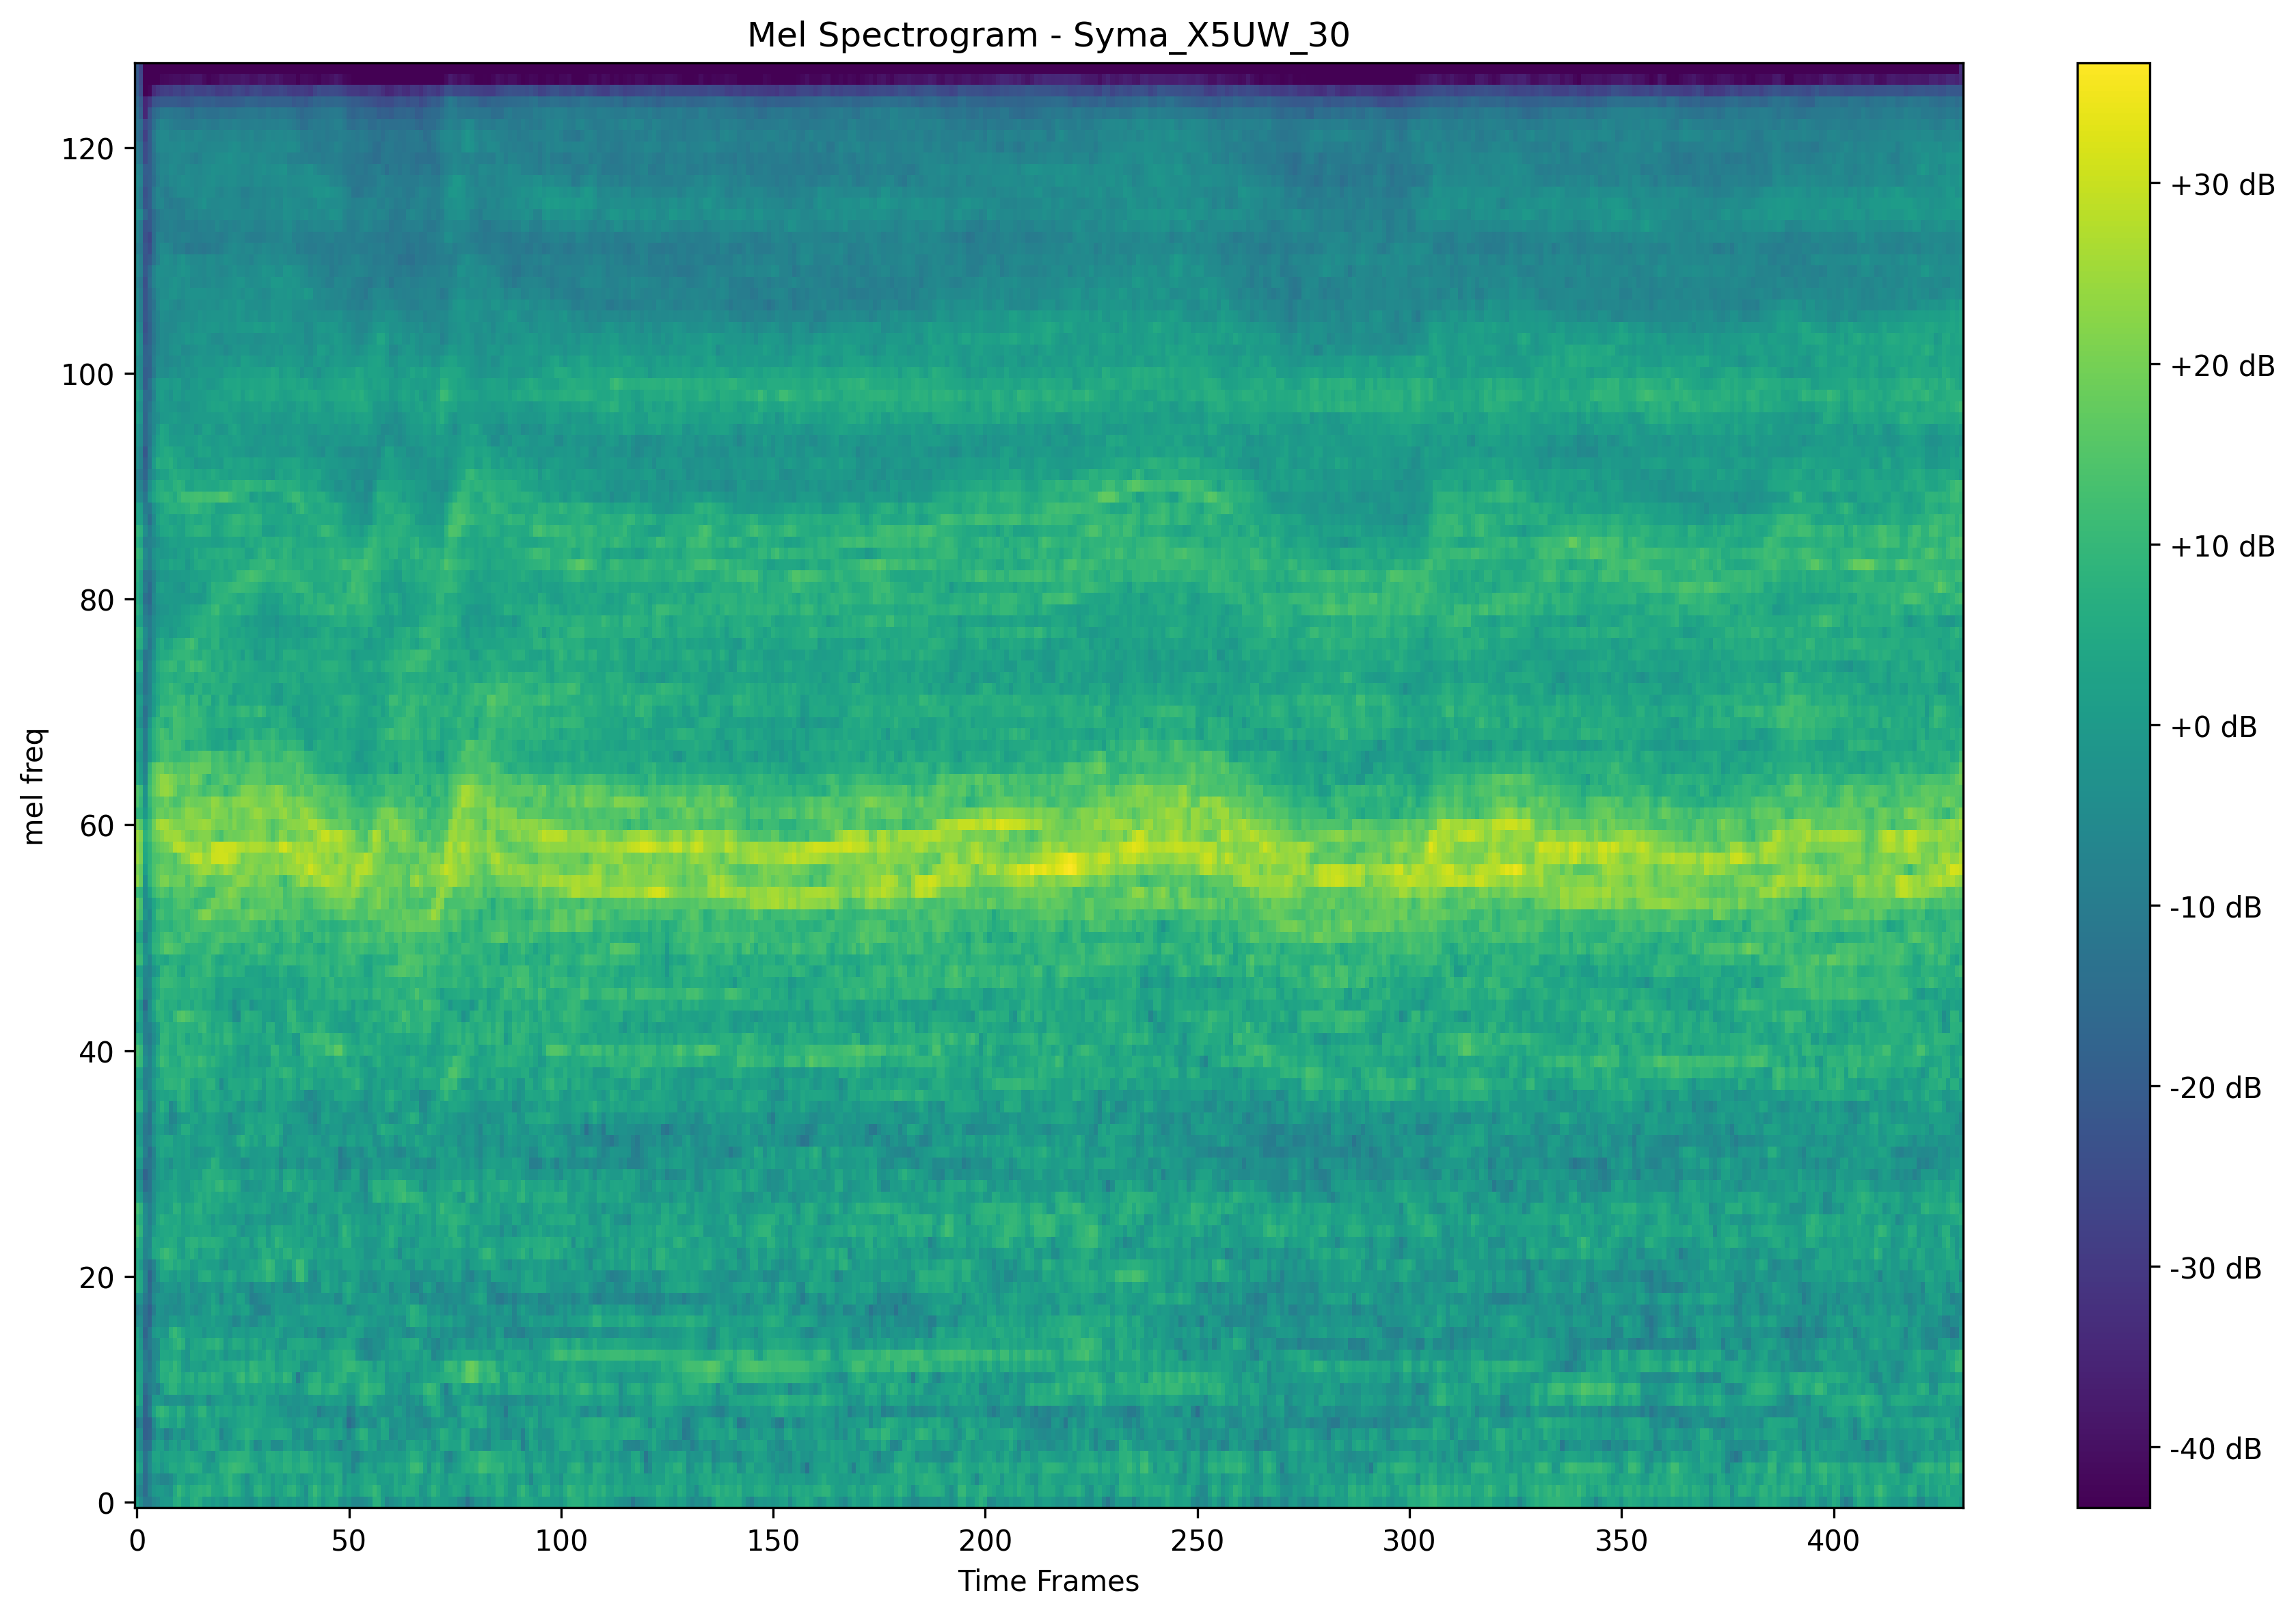 Mel Spectrogram - Syma_X5UW_30
mel freq
120
100
80
60
40
20
0
0 50 100 150 200 250 300 350 400
Time Frames
+30 dB
+20 dB
+10 dB
+0 dB
-10 dB
-20 dB
-30 dB
-40 dB